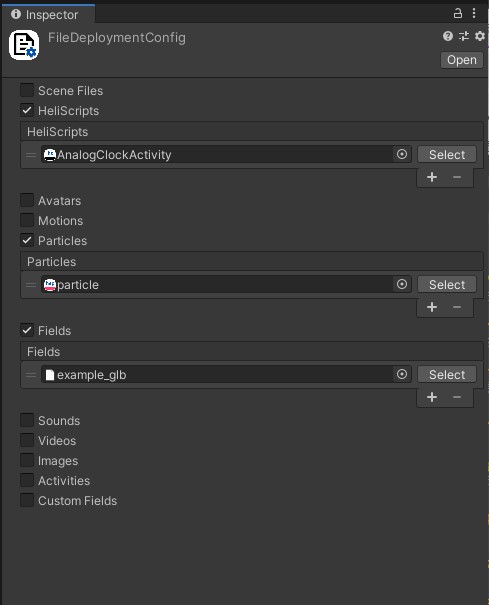 Inspector
FileDeploymentConfig
Open
Scene Files
HeliScripts
HeliScripts
AnalogClockActivity
Select
Avatars
Motions
Particles
Particles
particle
Select
Fields
Fields
example_glb
Select
Sounds
Videos
Images
Activities
Custom Fields